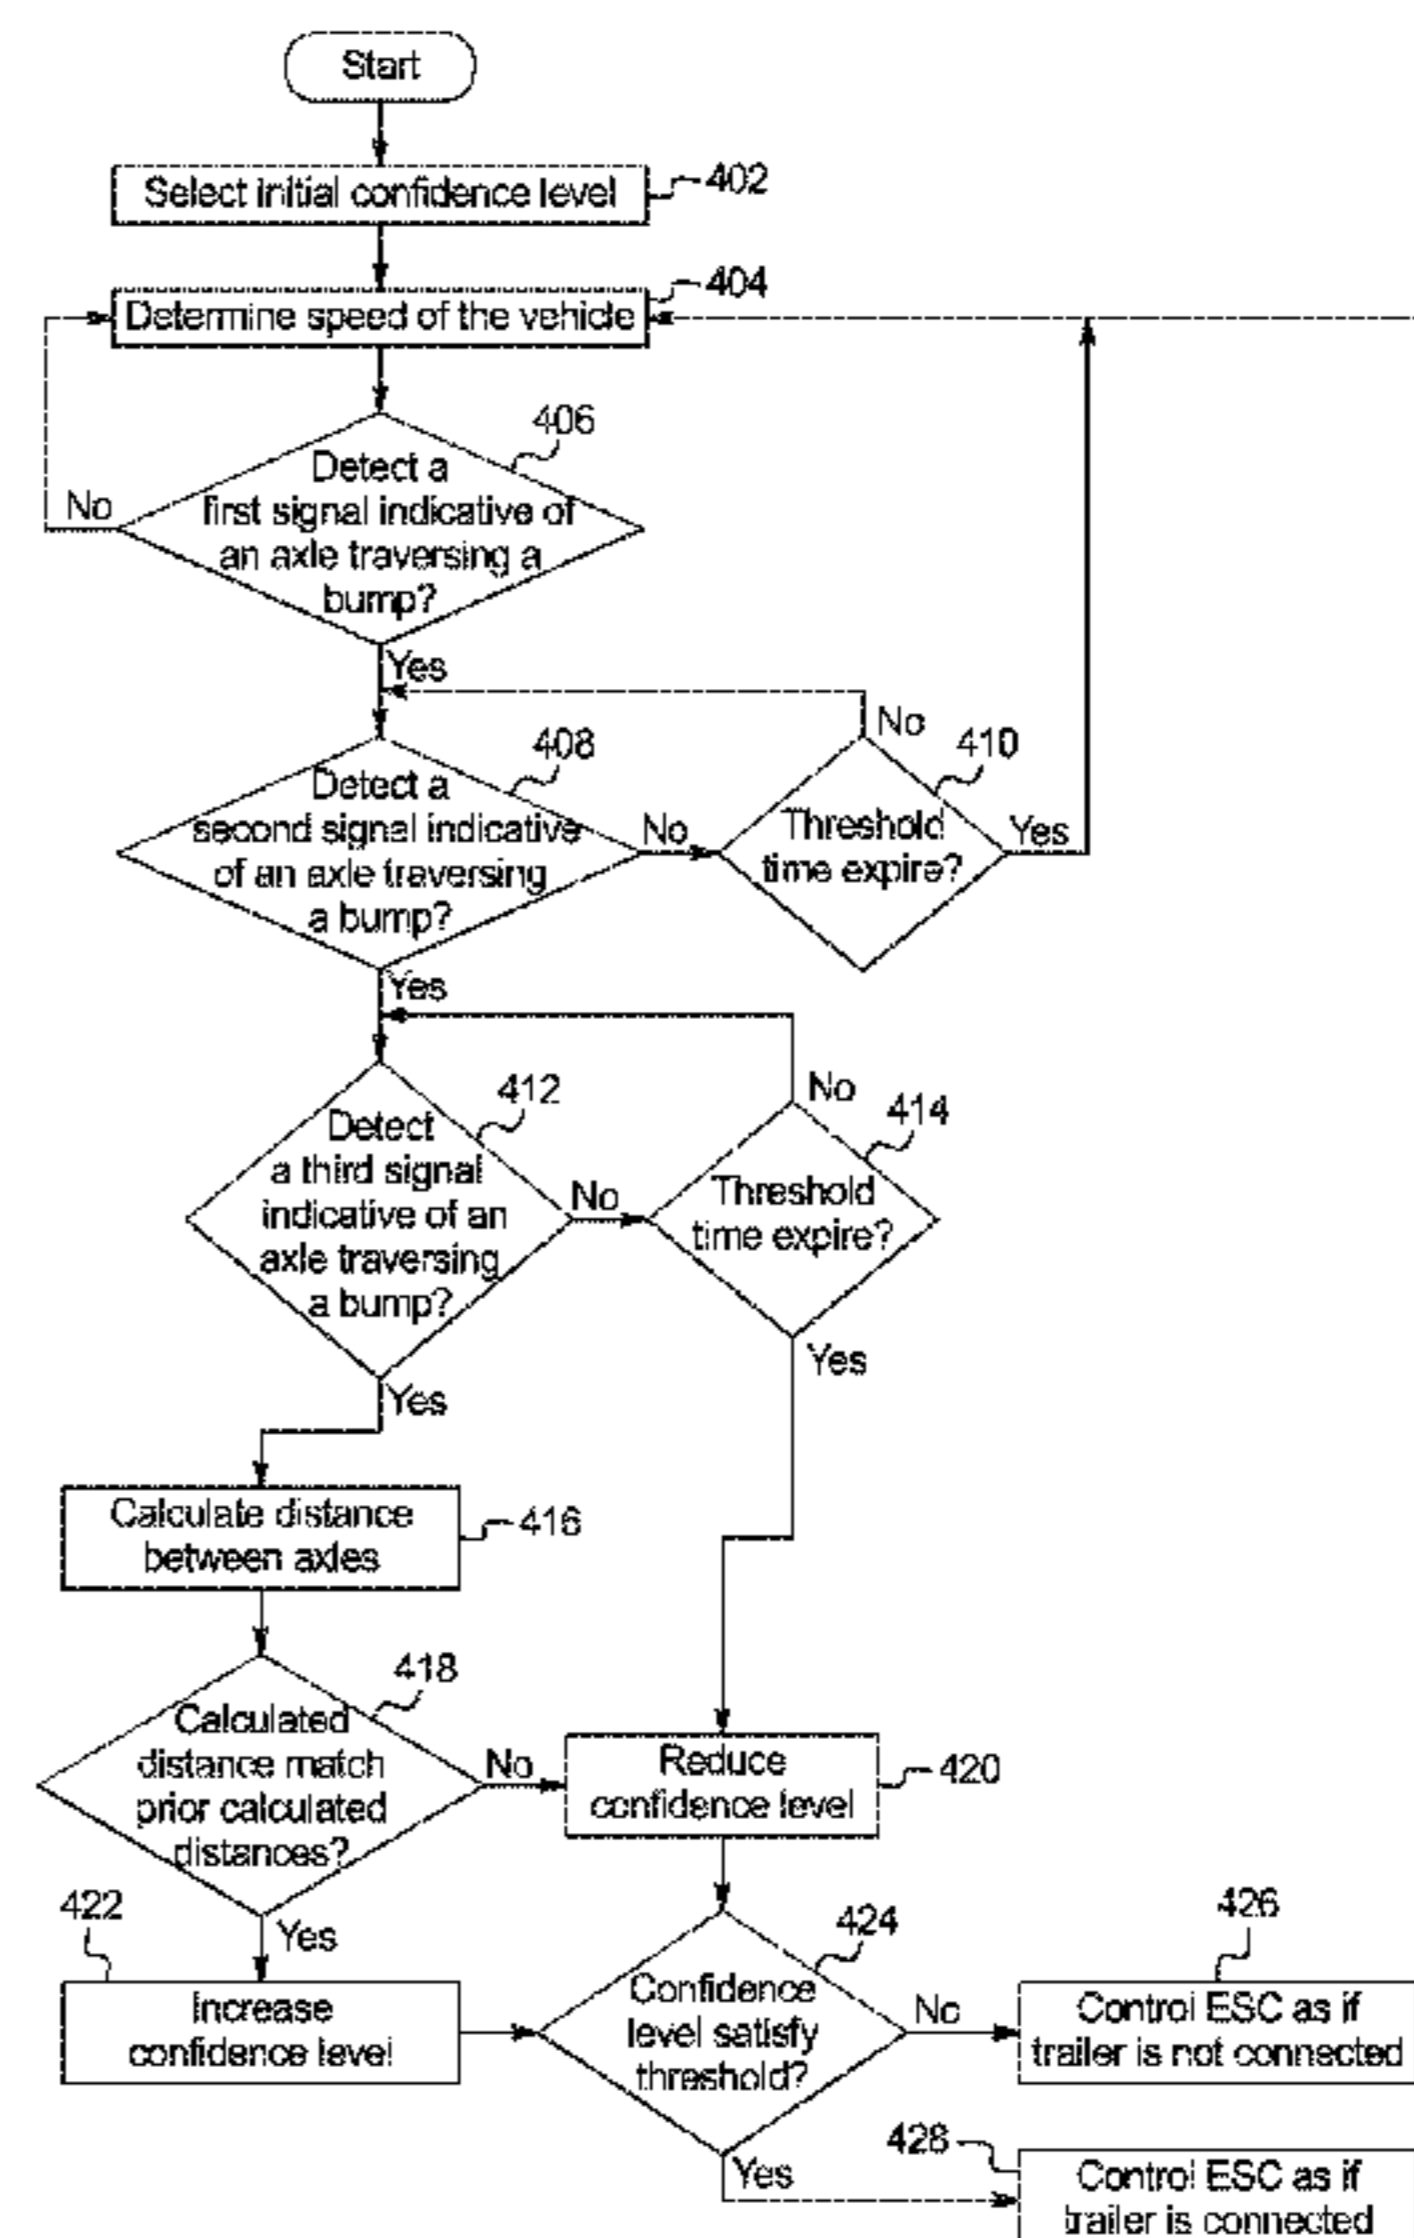 Start
Select initial confidence level
402
404
Determine speed of the vehicle
406
Detect a
first signal indicative of
an axle traversing a
bump?
No
Yes
No
408
410
Detect a
second signal indicative
of an axle traversing
a bump?
No
Threshold
time expire?
Yes
Yes
412
No
414
Detect
a third signal
indicative of an
axle traversing
a bump?
No
Threshold
time expire?
Yes
Yes
Calculate distance
between axles
416
418
Calculated
distance match
prior calculated
distances?
No
Reduce
confidence level
420
422
Yes
424
426
Increase
confidence level
Confidence
level satisfy
threshold?
No
Control ESC as if
trailer is not connected
428
Yes
Control ESC as if
trailer is connected